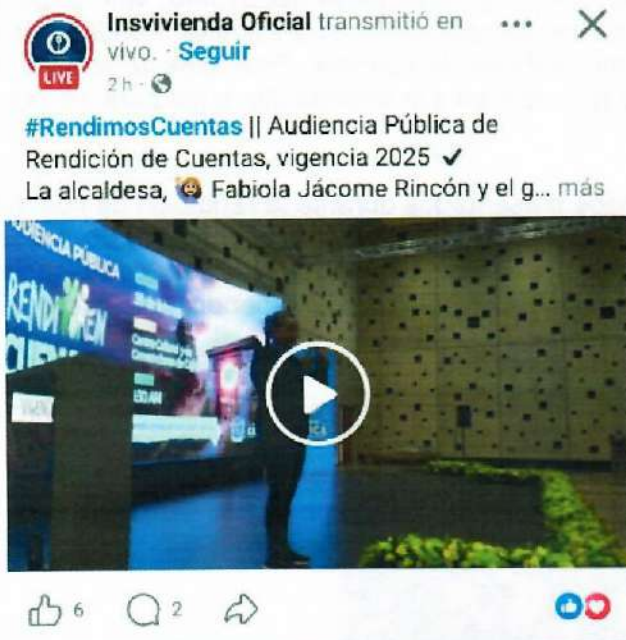 Insvivienda Oficial transmitió en
vivo. · Seguir
LIVE
2 h ·
#RendimosCuentas || Audiencia Pública de
Rendición de Cuentas, vigencia 2025 ✔
La alcaldesa, 🙋🏼‍♀️ Fabiola Jácome Rincón y el g... más
AUDIENCIA PÚBLICA
6
2